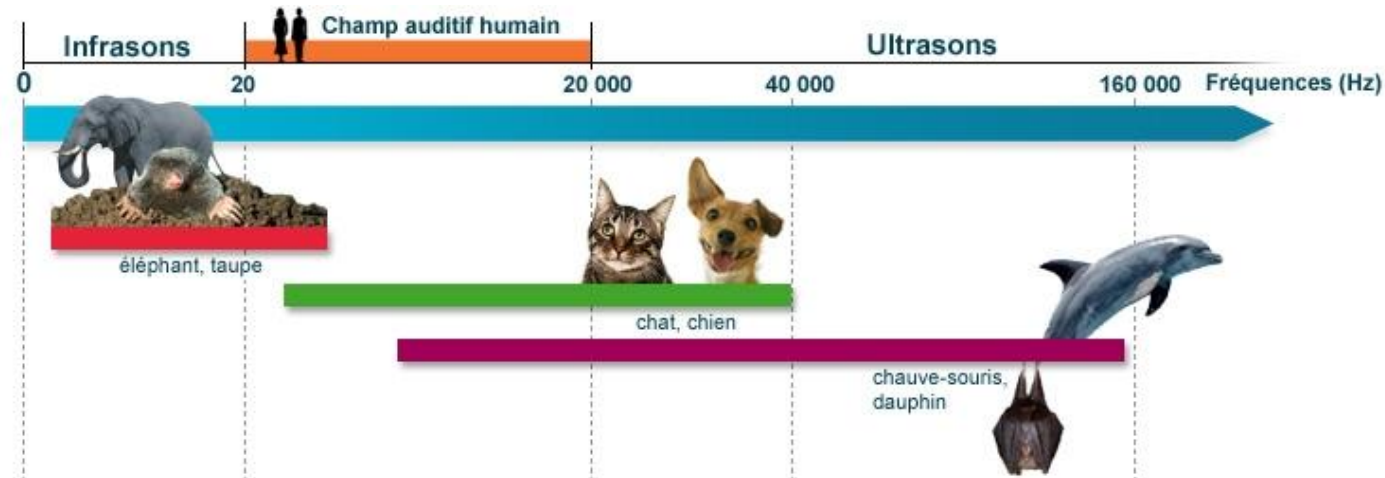 Champ auditif humain
Infrasons
Ultrasons
0 20 20 000 40 000 160 000 Fréquences (Hz)
éléphant, taupe
chat, chien
chauve-souris,
dauphin